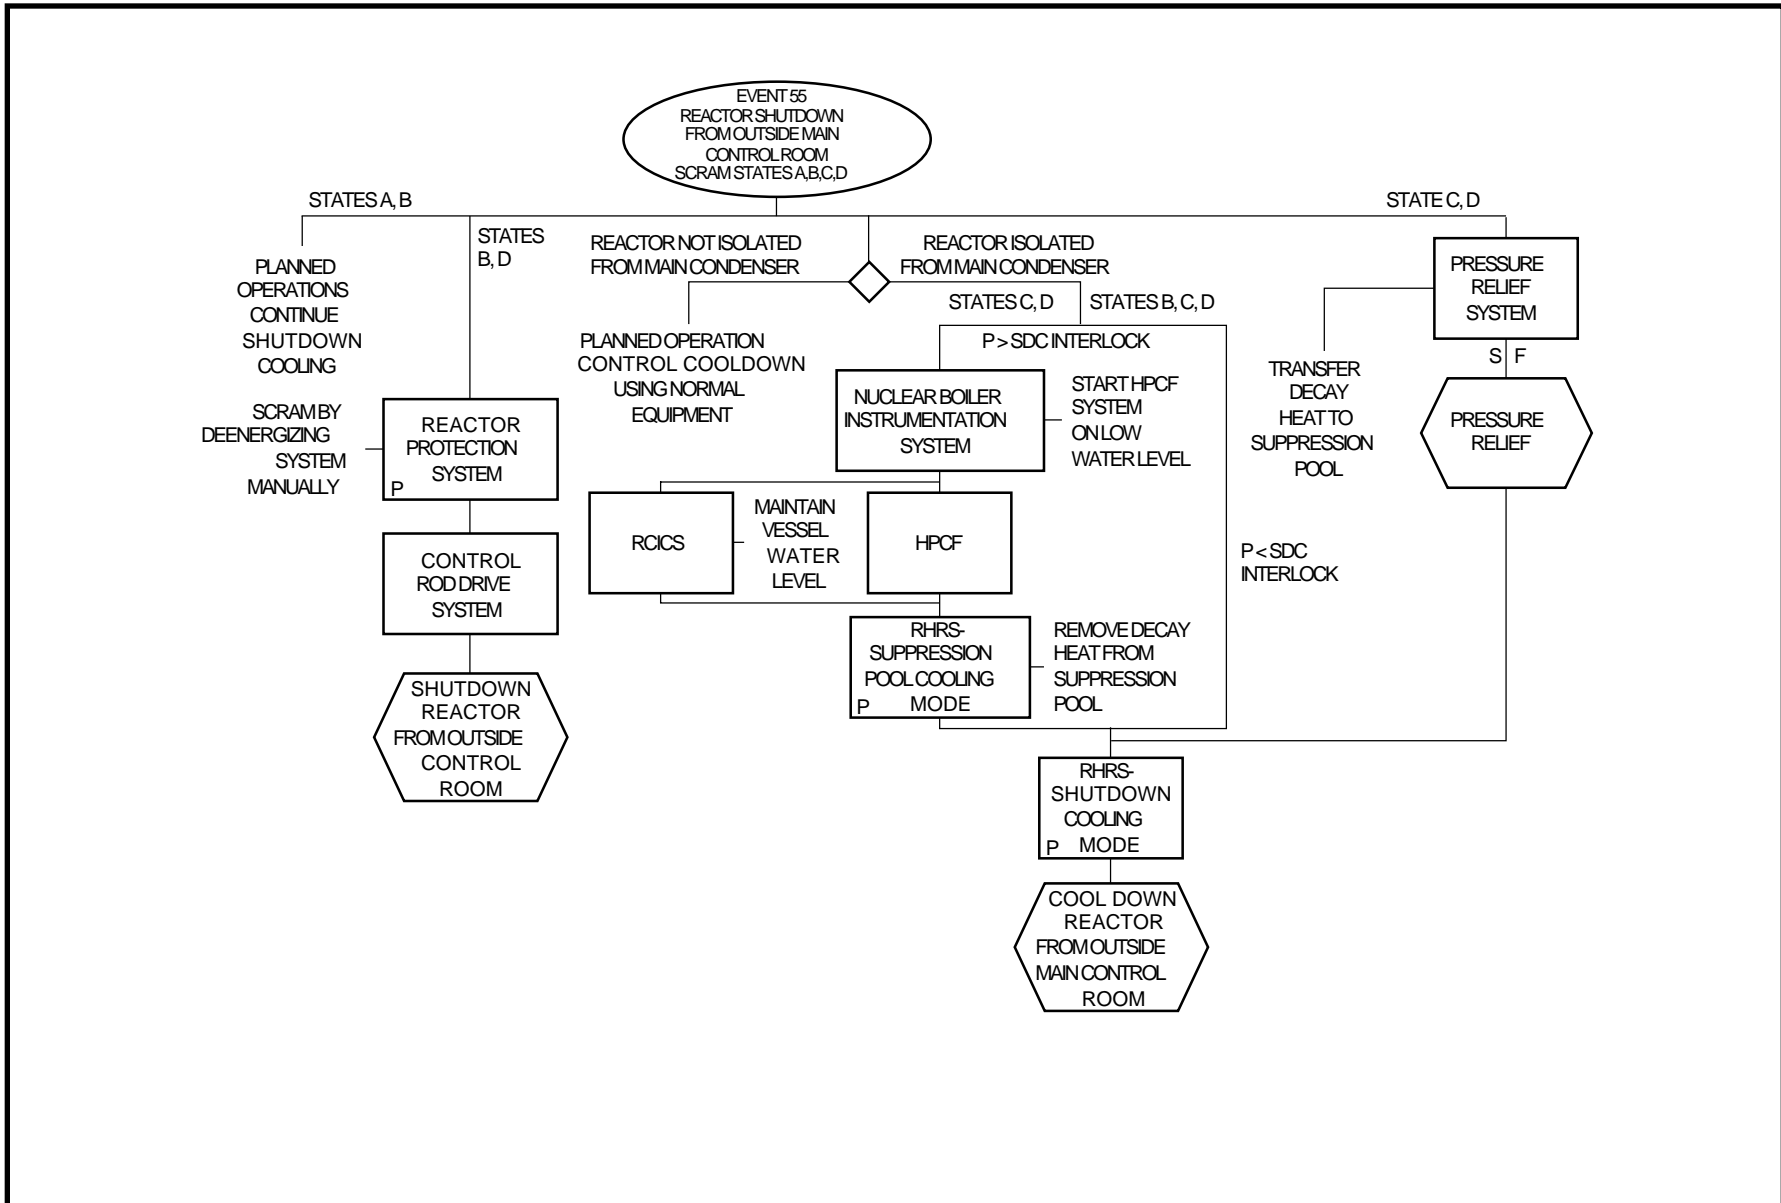 EVENT 55
REACTOR SHUTDOWN
FROM OUTSIDE MAIN
CONTROL ROOM
SCRAM STATES A,B,C,D
STATES A, B
STATES
B, D
PLANNED
OPERATIONS
CONTINUE
SHUTDOWN
COOLING
REACTOR NOT ISOLATED
FROM MAIN CONDENSER
REACTOR ISOLATED
FROM MAIN CONDENSER
STATE C, D
STATES C, D
STATES B, C, D
PLANNED OPERATION
CONTROL COOLDOWN
USING NORMAL
EQUIPMENT
P > SDC INTERLOCK
PRESSURE
RELIEF
SYSTEM
S F
TRANSFER
DECAY
HEAT TO
SUPPRESSION
POOL
PRESSURE
RELIEF
SCRAM BY
DEENERGIZING
SYSTEM
MANUALLY
REACTOR
PROTECTION
SYSTEM
P
NUCLEAR BOILER
INSTRUMENTATION
SYSTEM
START HPCF
SYSTEM
ON LOW
WATER LEVEL
RCICS
MAINTAIN
VESSEL
WATER
LEVEL
HPCF
P < SDC
INTERLOCK
CONTROL
ROD DRIVE
SYSTEM
RHRS-
SUPPRESSION
POOL COOLING
P MODE
REMOVE DECAY
HEAT FROM
SUPPRESSION
POOL
SHUTDOWN
REACTOR
FROM OUTSIDE
CONTROL
ROOM
RHRS-
SHUTDOWN
COOLING
P MODE
COOL DOWN
REACTOR
FROM OUTSIDE
MAIN CONTROL
ROOM